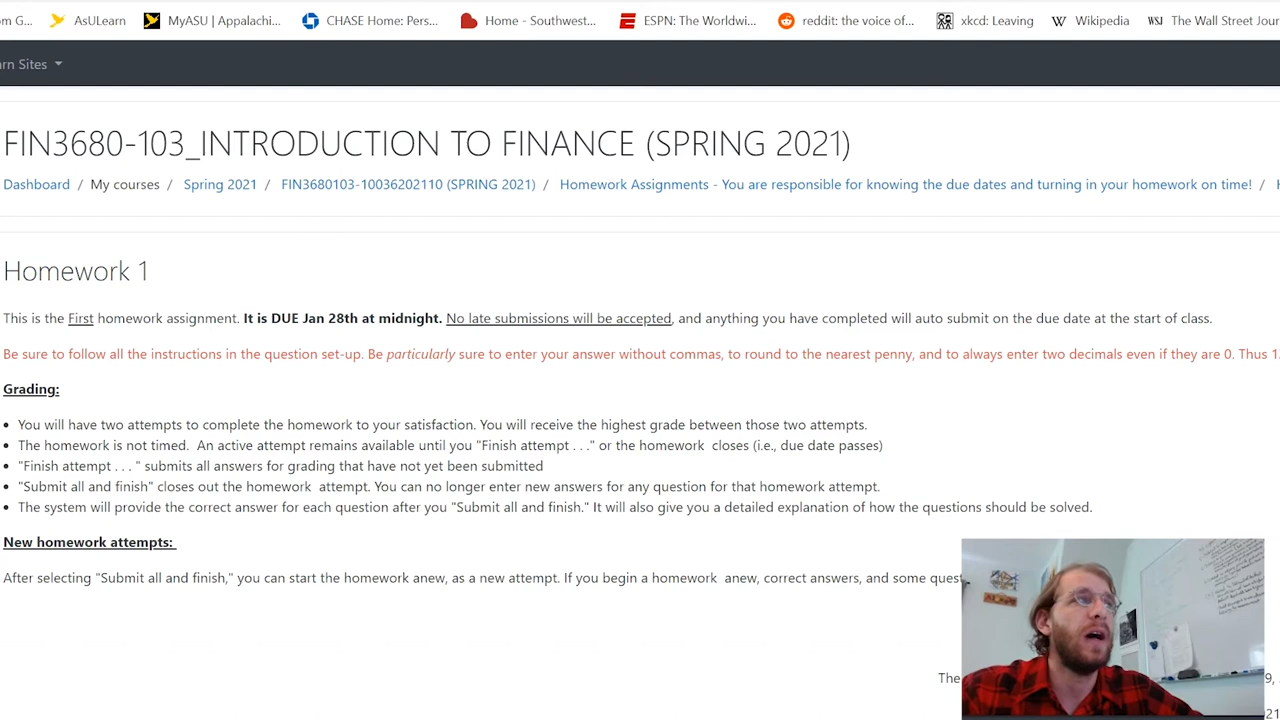 AsULearn MyASU | Appalachi... CHASE Home: Pers... Home - Southwest... ESPN: The Worldwi... reddit: the voice of... xkcd: Leaving Wikipedia WSJ The Wall Street Jour
rn Sites
FIN3680-103_INTRODUCTION TO FINANCE (SPRING 2021)
Dashboard / My courses / Spring 2021 / FIN3680103-10036202110 (SPRING 2021) / Homework Assignments - You are responsible for knowing the due dates and turning in your homework on time! /
Homework 1
This is the First homework assignment. It is DUE Jan 28th at midnight. No late submissions will be accepted, and anything you have completed will auto submit on the due date at the start of class.
Be sure to follow all the instructions in the question set-up. Be particularly sure to enter your answer without commas, to round to the nearest penny, and to always enter two decimals even if they are 0. Thus 1.
Grading:
• You will have two attempts to complete the homework to your satisfaction. You will receive the highest grade between those two attempts.
• The homework is not timed. An active attempt remains available until you "Finish attempt . . ." or the homework closes (i.e., due date passes)
• "Finish attempt . . . " submits all answers for grading that have not yet been submitted
• "Submit all and finish" closes out the homework attempt. You can no longer enter new answers for any question for that homework attempt.
• The system will provide the correct answer for each question after you "Submit all and finish." It will also give you a detailed explanation of how the questions should be solved.
New homework attempts:
After selecting "Submit all and finish," you can start the homework anew, as a new attempt. If you begin a homework anew, correct answers, and some quest
The